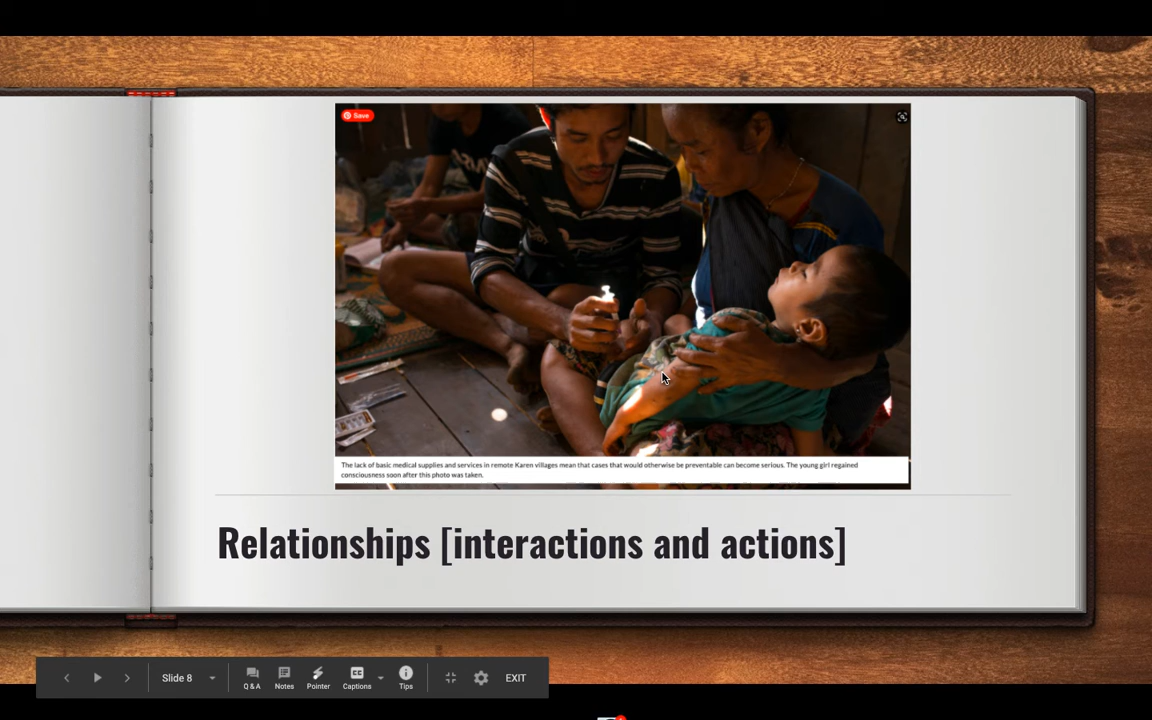 Save
The lack of basic medical supplies and services in remote Karen villages mean that cases that would otherwise be preventable can become serious. The young girl regained
consciousness soon after this photo was taken.
Relationships [interactions and actions]
Slide 8
Q & A
Notes
Pointer
CC
Captions
Tips
EXIT